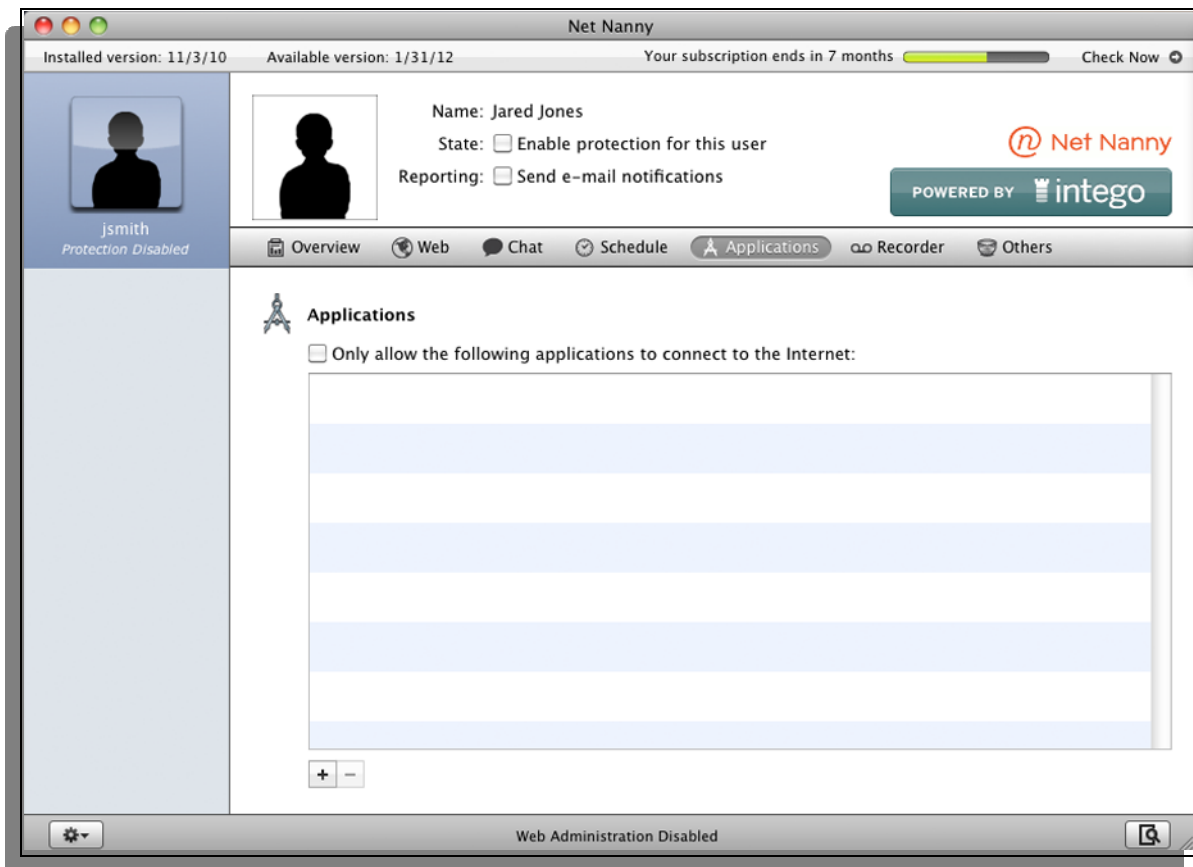 Net Nanny
Installed version: 11/3/10 Available version: 1/31/12 Your subscription ends in 7 months Check Now
jsmith
Protection Disabled
Name: Jared Jones
State: Enable protection for this user
Reporting: Send e-mail notifications
n Net Nanny
POWERED BY intego
Overview Web Chat Schedule Applications Recorder Others
Applications
Only allow the following applications to connect to the Internet:
+ −
Web Administration Disabled